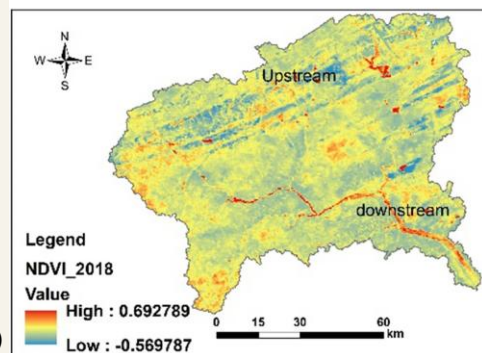 N
W E
S
Upstream
downstream
Legend
NDVI_2018
Value
High : 0.692789
Low : -0.569787
0 15 30 60
km
)